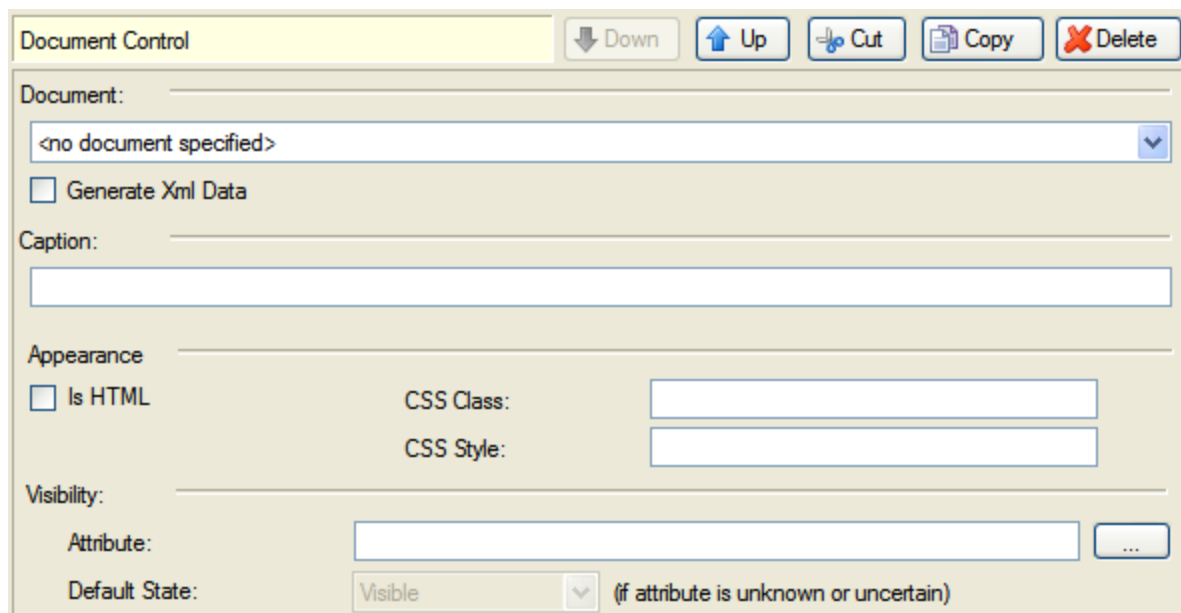 Document Control
Down
Up
Cut
Copy
Delete
Document:
<no document specified>
Generate Xml Data
Caption:
Appearance
Is HTML
CSS Class:
CSS Style:
Visibility:
Attribute:
...
Default State:
Visible
(if attribute is unknown or uncertain)